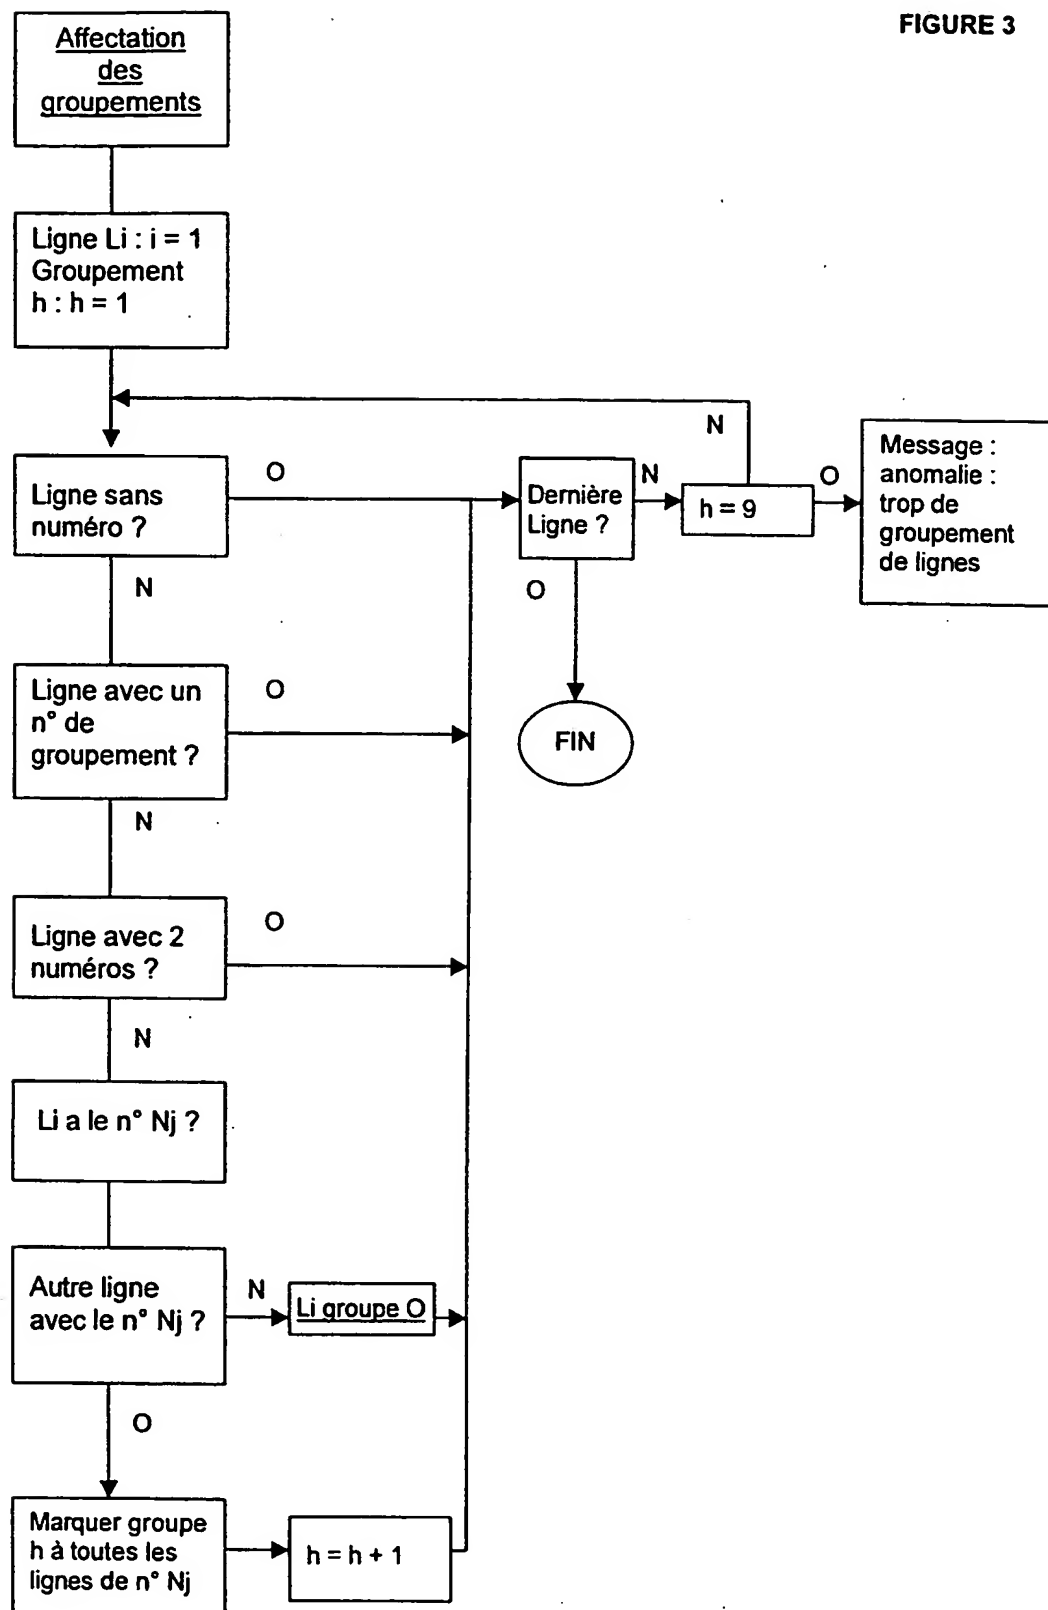 FIGURE 3
Affectation
des
groupements
Ligne Li : i = 1
Groupement
h : h = 1
N
Ligne sans
numéro ?
O
Dernière
Ligne ?
N
h = 9
O
Message :
anomalie :
trop de
groupement
de lignes
N
O
FIN
Ligne avec un
n° de
groupement ?
O
N
Ligne avec 2
numéros ?
O
N
Li a le n° Nj ?
Autre ligne
avec le n° Nj ?
N
Li groupe O
O
Marquer groupe
h à toutes les
lignes de n° Nj
h = h + 1